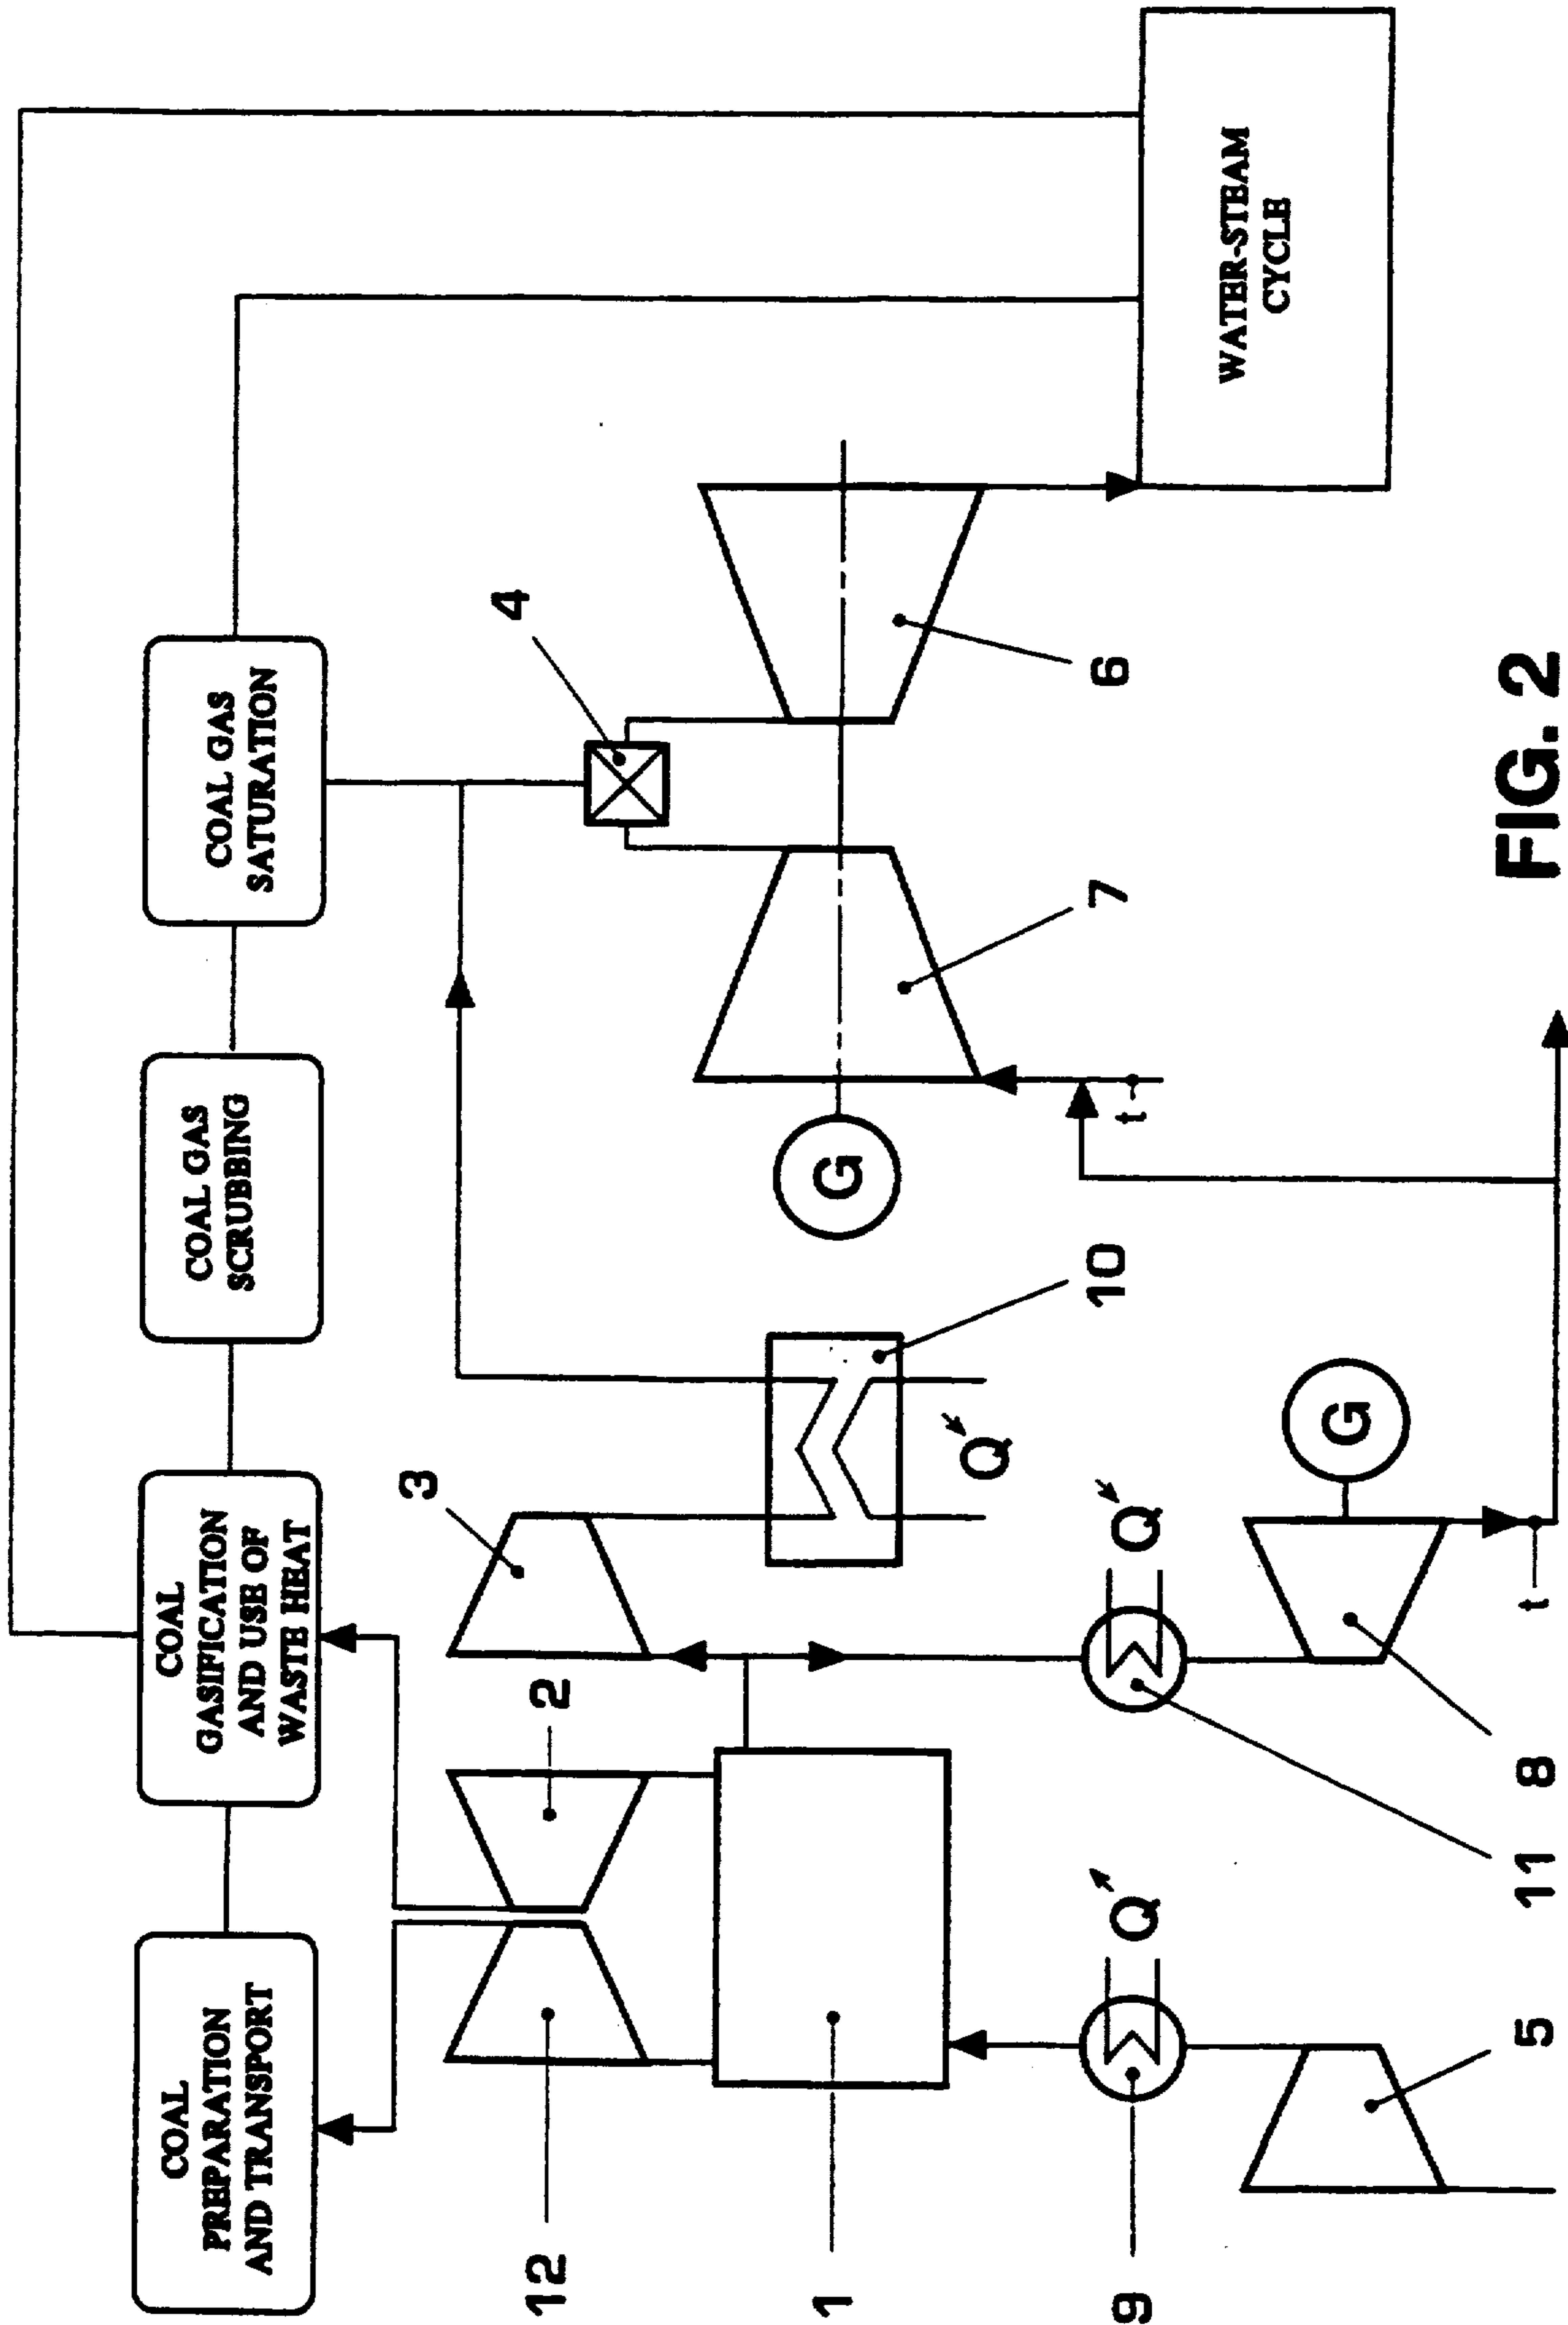 COAL
PREPARATION
AND TRANSPORT
COAL
GASIFICATION
AND USE OF
WASTE HEAT
COAL GAS
SCRUBBING
COAL GAS
SATURATION
12
2
3
4
1
10
Q
G
7
6
WATER-STEAM
CYCLE
9
Q
Q
t
5
11
8
G
t
FIG. 2